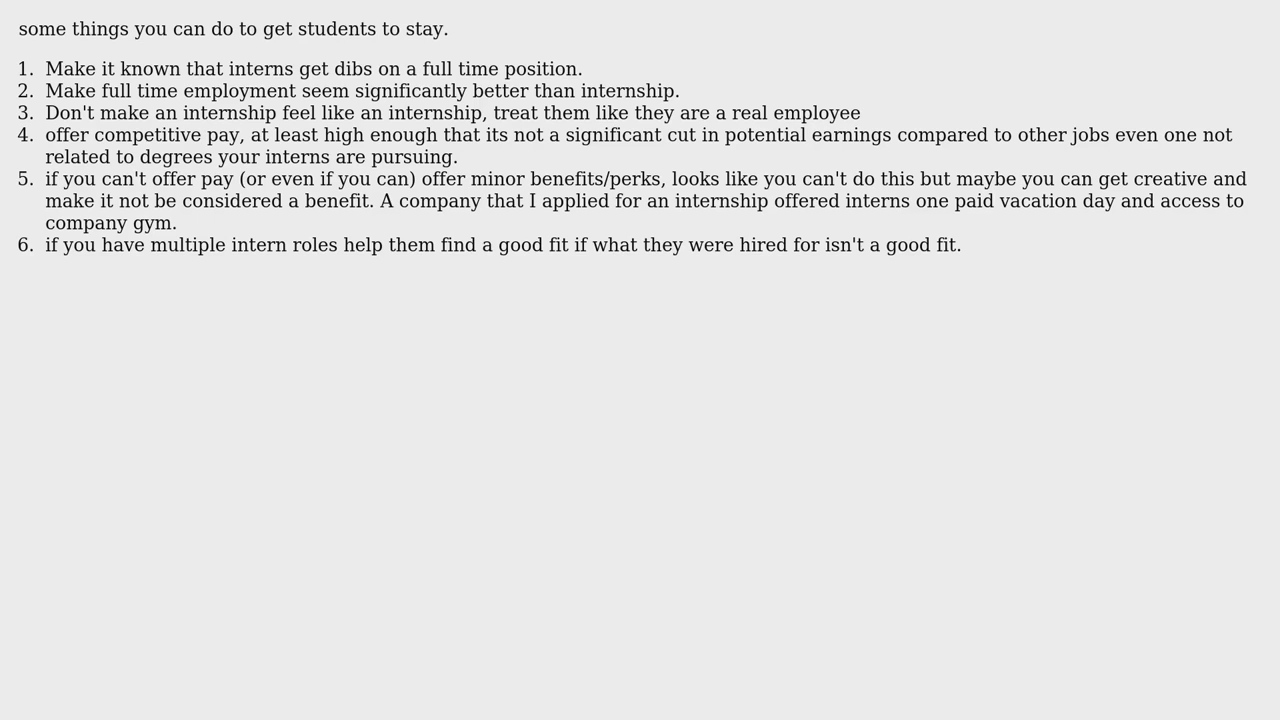 some things you can do to get students to stay.
1. Make it known that interns get dibs on a full time position.
2. Make full time employment seem significantly better than internship.
3. Don't make an internship feel like an internship, treat them like they are a real employee
4. offer competitive pay, at least high enough that its not a significant cut in potential earnings compared to other jobs even one not
related to degrees your interns are pursuing.
5. if you can't offer pay (or even if you can) offer minor benefits/perks, looks like you can't do this but maybe you can get creative and
make it not be considered a benefit. A company that I applied for an internship offered interns one paid vacation day and access to
company gym.
6. if you have multiple intern roles help them find a good fit if what they were hired for isn't a good fit.